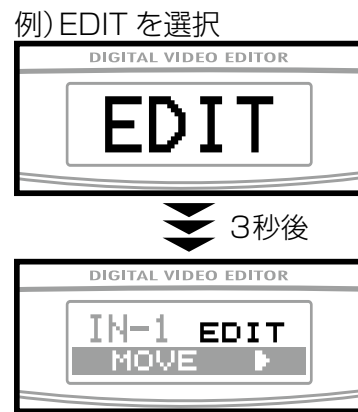 例) EDIT を選択
DIGITAL VIDEO EDITOR
EDIT
3秒後
DIGITAL VIDEO EDITOR
IN-1 EDIT
MOVE